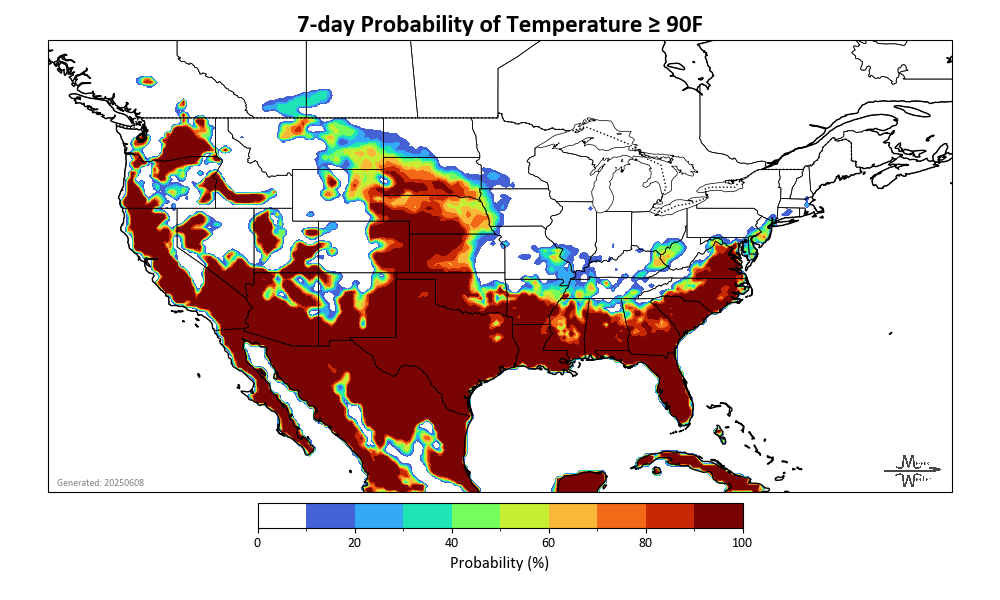 7-day Probability of Temperature ≥ 90F
Generated: 20250608
0 20 40 60 80 100
Probability (%)